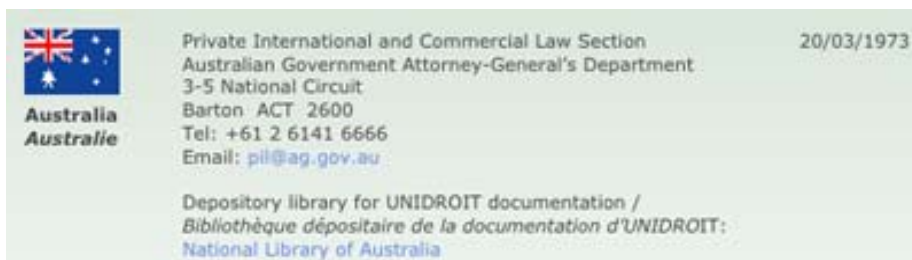 Private International and Commercial Law Section
20/03/1973
Australian Government Attorney-General's Department
3-5 National Circuit
Barton ACT 2600
Tel: +61 2 6141 6666
Email: pil@ag.gov.au
Australia
Australie
Depository library for UNIDROIT documentation /
Bibliothèque dépositaire de la documentation d'UNIDROIT:
National Library of Australia